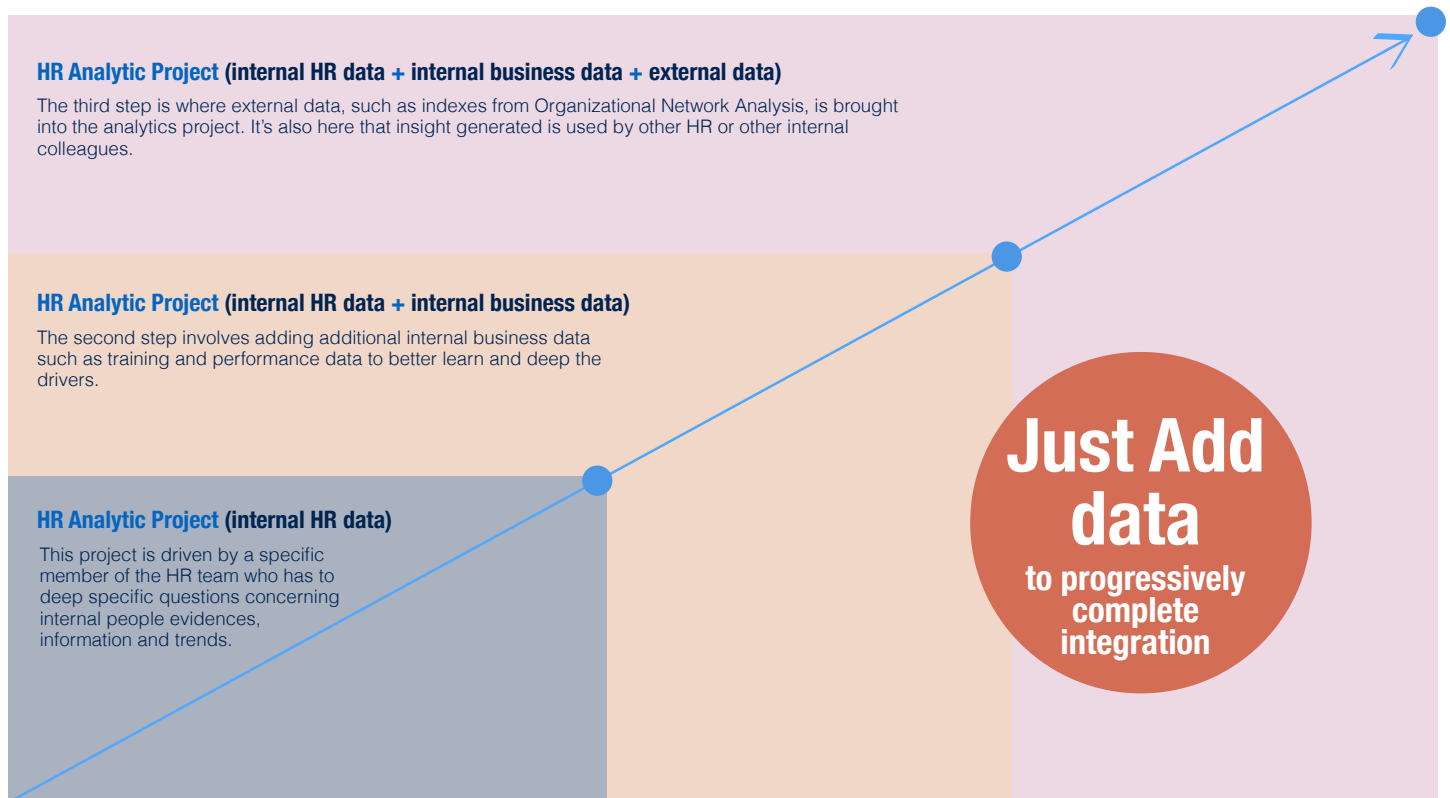 HR Analytic Project (internal HR data + internal business data + external data)
The third step is where external data, such as indexes from Organizational Network Analysis, is brought
into the analytics project. It’s also here that insight generated is used by other HR or other internal
colleagues.
HR Analytic Project (internal HR data + internal business data)
The second step involves adding additional internal business data
such as training and performance data to better learn and deep the
drivers.
HR Analytic Project (internal HR data)
This project is driven by a specific
member of the HR team who has to
deep specific questions concerning
internal people evidences,
information and trends.
Just Add
data
to progressively
complete
integration